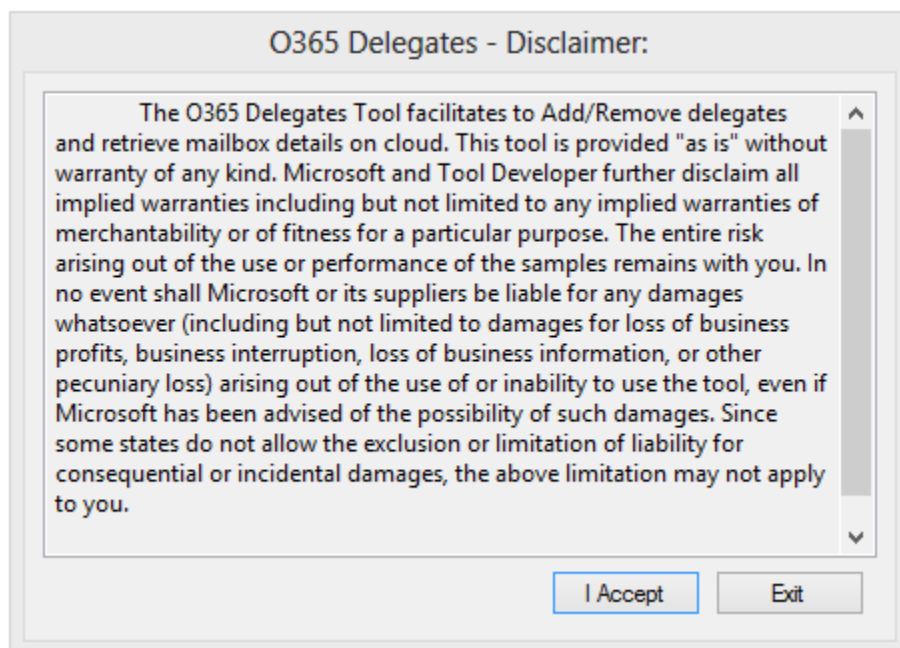 O365 Delegates - Disclaimer:
The O365 Delegates Tool facilitates to Add/Remove delegates
and retrieve mailbox details on cloud. This tool is provided "as is" without
warranty of any kind. Microsoft and Tool Developer further disclaim all
implied warranties including but not limited to any implied warranties of
merchantability or of fitness for a particular purpose. The entire risk
arising out of the use or performance of the samples remains with you. In
no event shall Microsoft or its suppliers be liable for any damages
whatsoever (including but not limited to damages for loss of business
profits, business interruption, loss of business information, or other
pecuniary loss) arising out of the use of or inability to use the tool, even if
Microsoft has been advised of the possibility of such damages. Since
some states do not allow the exclusion or limitation of liability for
consequential or incidental damages, the above limitation may not apply
to you.
I Accept Exit